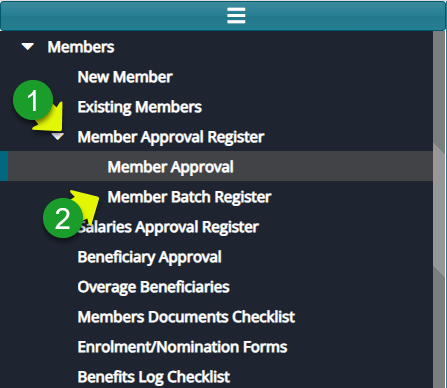 Members
New Member
Existing Members
1
Member Approval Register
Member Approval
Member Batch Register
2
Salaries Approval Register
Beneficiary Approval
Overage Beneficiaries
Members Documents Checklist
Enrolment/Nomination Forms
Benefits Log Checklist